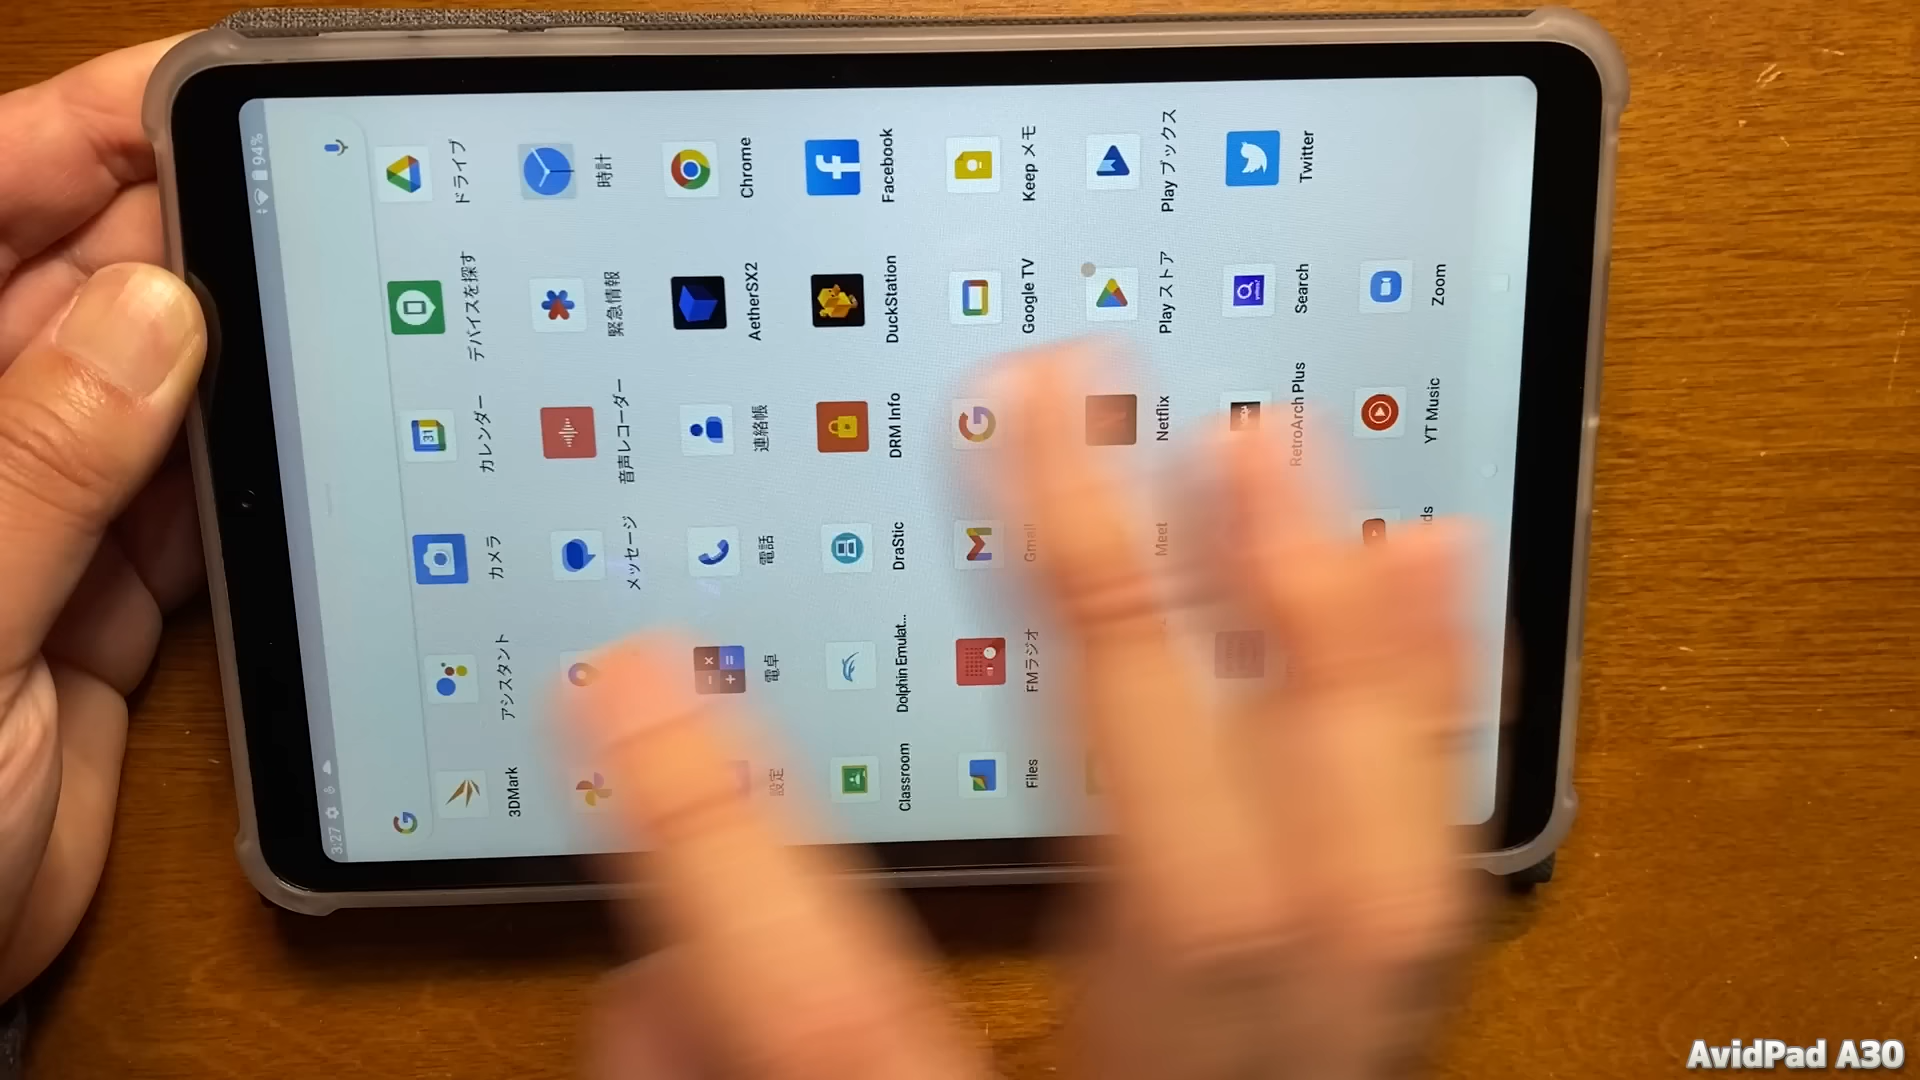 3:27
94%
3DMark
アシスタント
カメラ
カレンダー
デバイスを探す
ドライブ
メッセージ
音声レコーダー
緊急情報
時計
設定
電卓
電話
連絡帳
AetherSX2
Chrome
Classroom
Dolphin Emulat...
DraStic
DRM Info
DuckStation
Facebook
Files
FMラジオ
Gmail
Google TV
Keep メモ
Meet
Netflix
Play ストア
Play ブックス
RetroArch Plus
Search
Twitter
ds
YT Music
Zoom
AvidPad A30